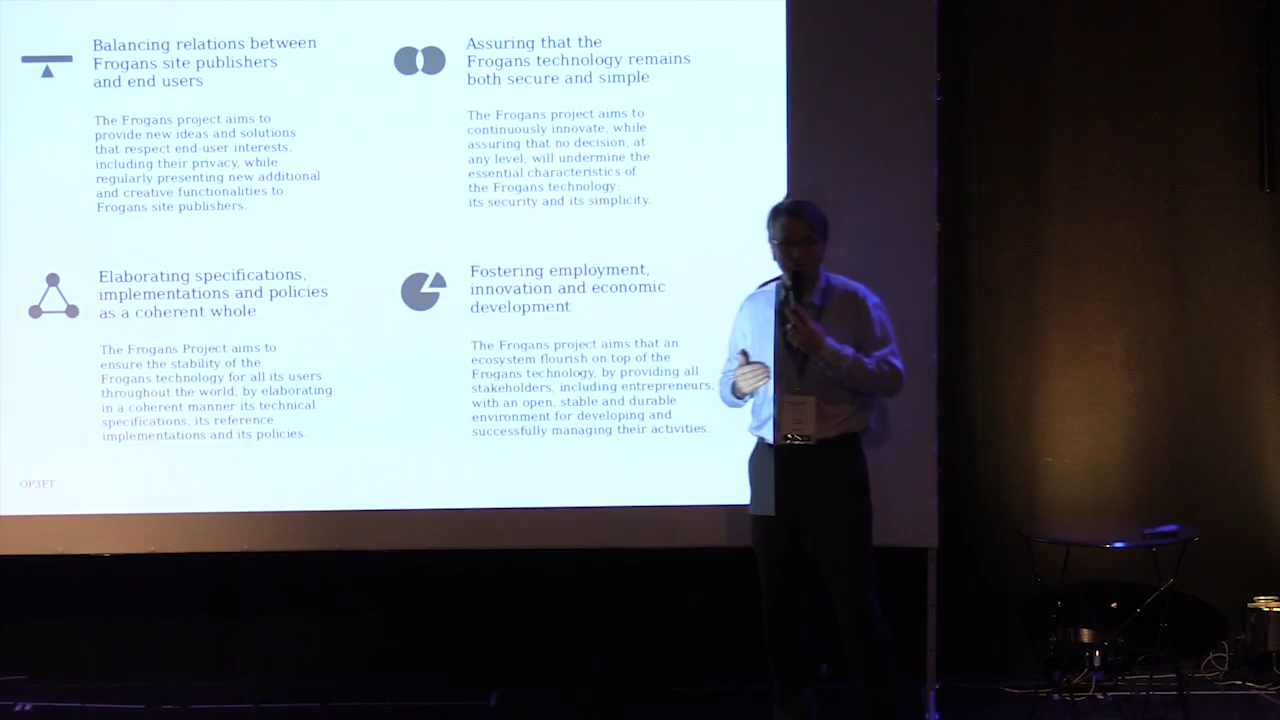 Balancing relations between
Frogans site publishers
and end users
The Frogans project aims to
provide new ideas and solutions
that respect end-user interests,
including their privacy, while
regularly presenting new additional
and creative functionalities to
Frogans site publishers.
Assuring that the
Frogans technology remains
both secure and simple
The Frogans project aims to
continuously innovate, while
assuring that no decision, at
any level, will undermine the
essential characteristics of
the Frogans technology:
its security and its simplicity.
Elaborating specifications,
implementations and policies
as a coherent whole
The Frogans Project aims to
ensure the stability of the
Frogans technology for all its users
throughout the world, by elaborating
in a coherent manner its technical
specifications, its reference
implementations and its policies.
Fostering employment,
innovation and economic
development
The Frogans project aims that an
ecosystem flourish on top of the
Frogans technology, by providing all
stakeholders, including entrepreneurs,
with an open, stable and durable
environment for developing and
successfully managing their activities.
OP3FT